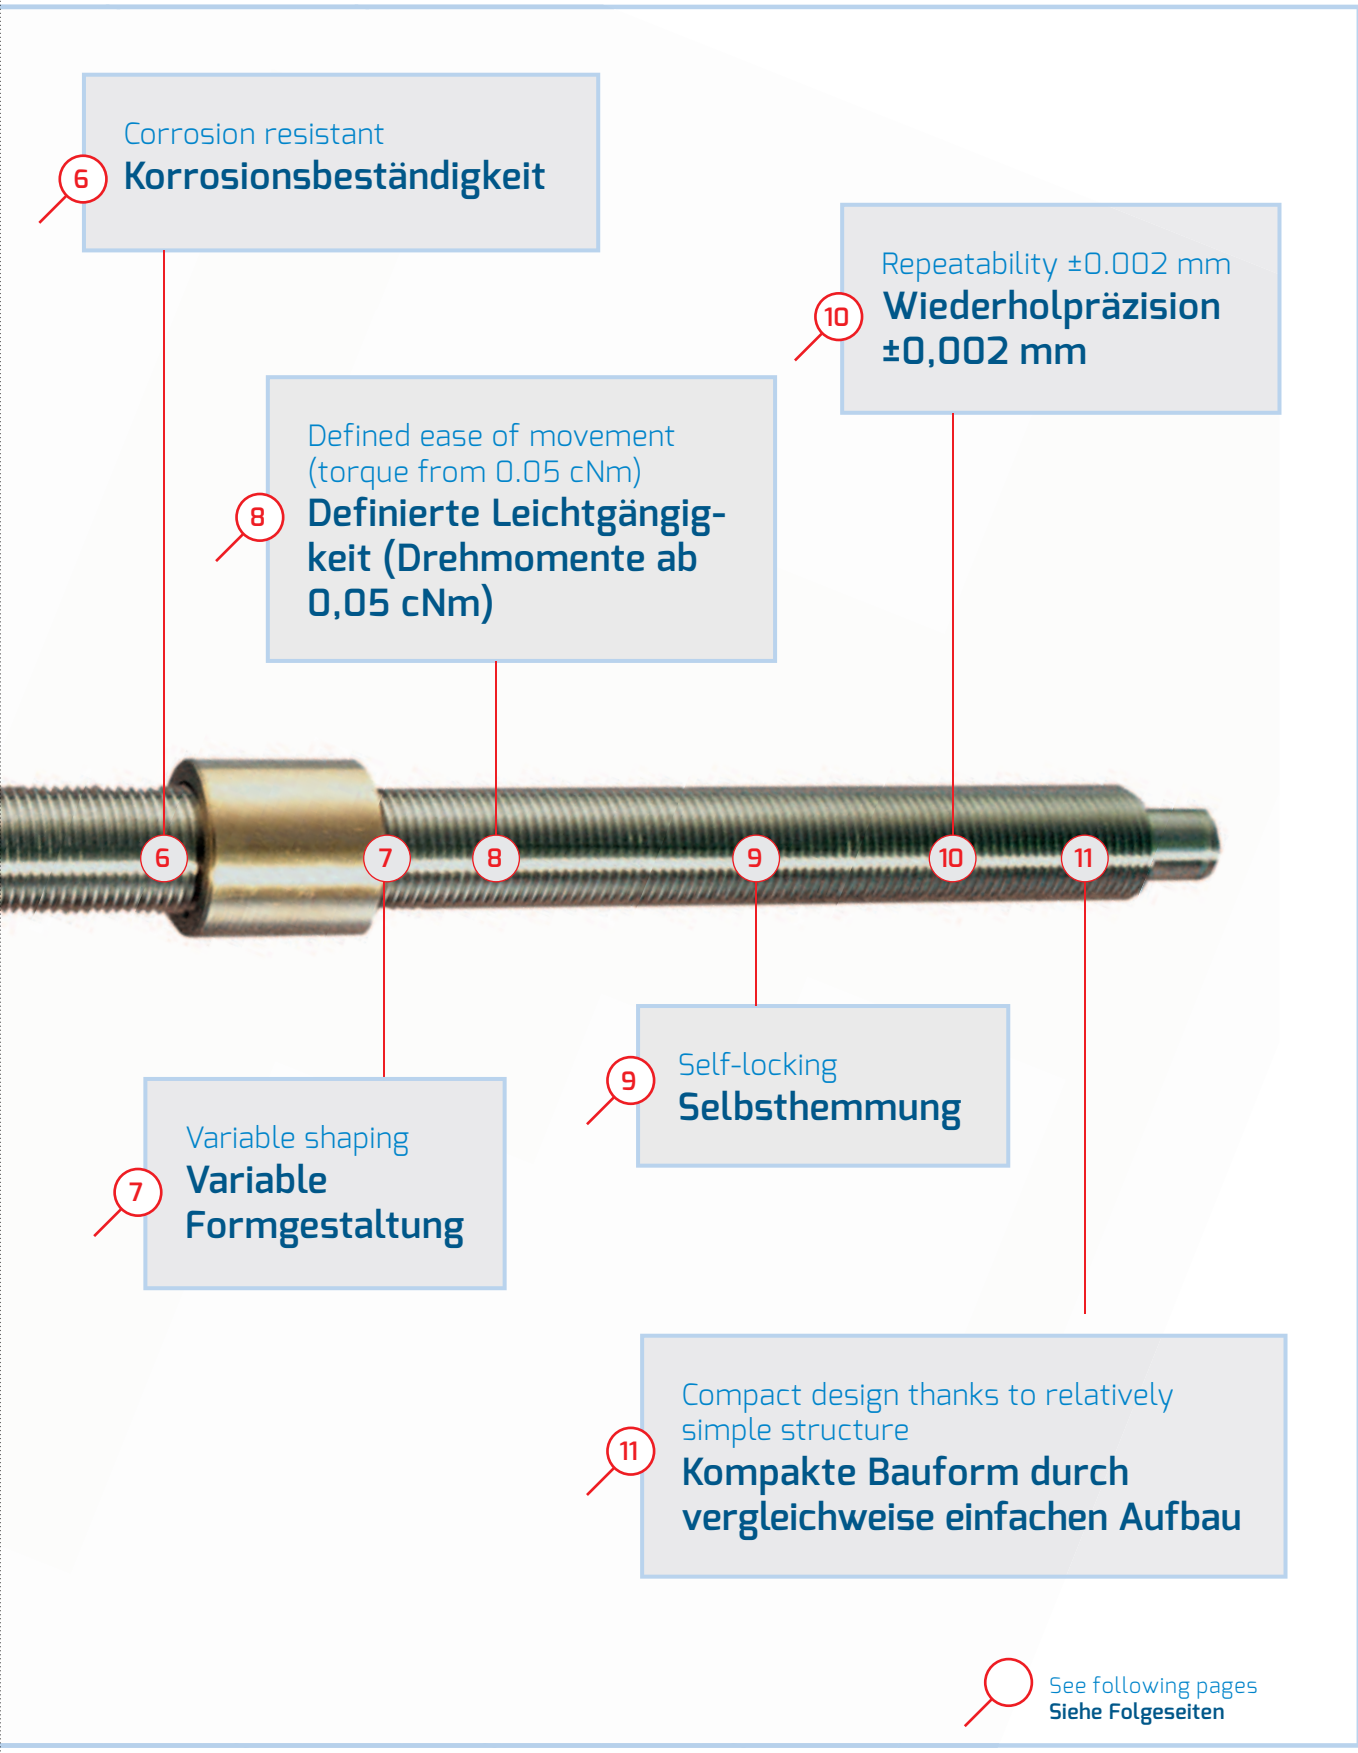 Corrosion resistant
6
Korrosionsbeständigkeit
Repeatability ±0.002 mm
10
Wiederholpräzision
±0,002 mm
Defined ease of movement
(torque from 0.05 cNm)
8
Definierte Leichtgängig-
keit (Drehmomente ab
0,05 cNm)
6
7
8
9
10
11
Self-locking
9
Selbsthemmung
Variable shaping
7
Variable
Formgestaltung
Compact design thanks to relatively
simple structure
11
Kompakte Bauform durch
vergleichweise einfachen Aufbau
See following pages
Siehe Folgeseiten